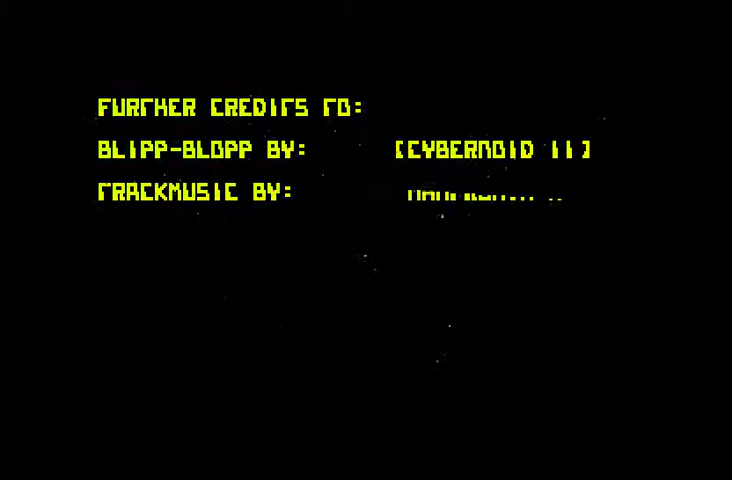 FURTHER CREDITS TO:
BLIPP-BLOPP BY: [CYBERNOID II]
TRACKMUSIC BY: